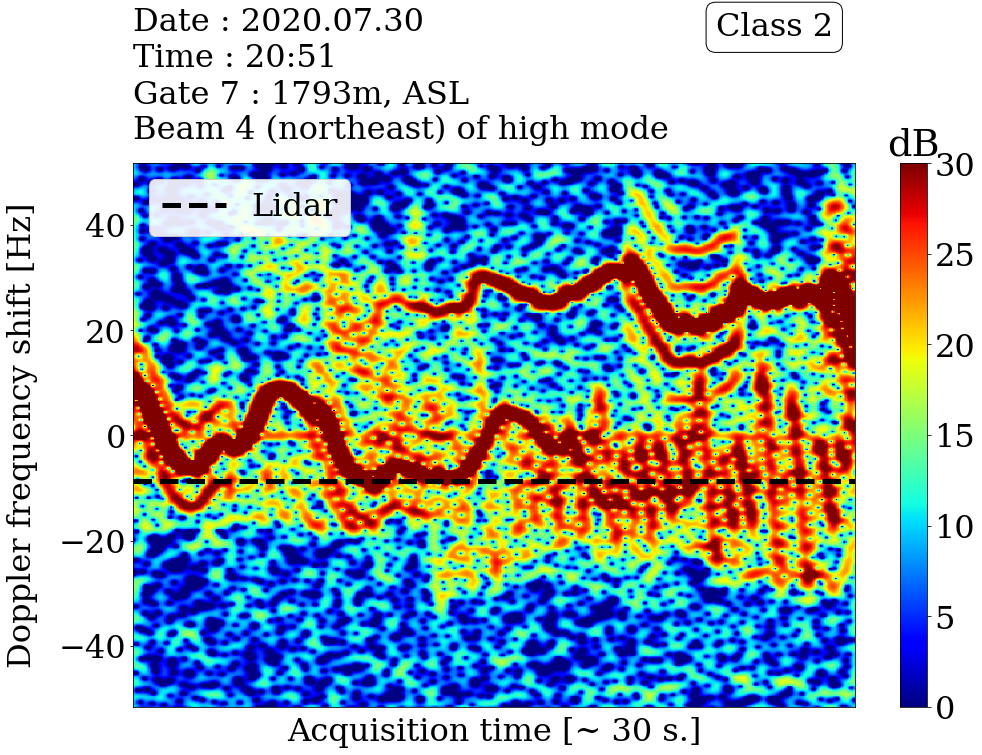 Date : 2020.07.30
Time : 20:51
Gate 7 : 1793m, ASL
Beam 4 (northeast) of high mode
Class 2
dB
Lidar
Doppler frequency shift [Hz]
40
20
0
−20
−40
Acquisition time [~ 30 s.]
30
25
20
15
10
5
0